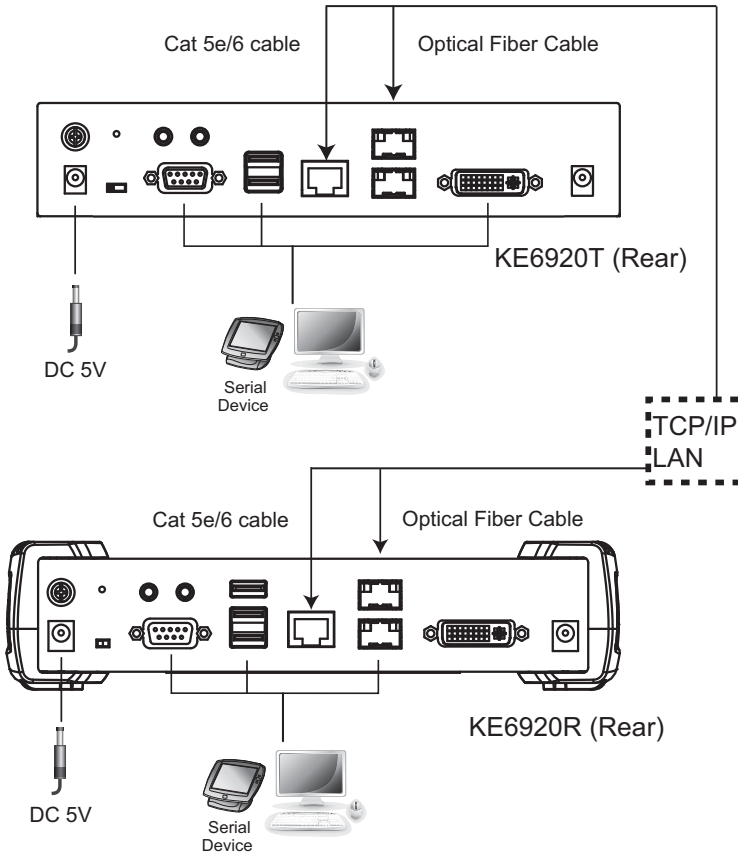 Cat 5e/6 cable
Optical Fiber Cable
KE6920T (Rear)
DC 5V
Serial
Device
TCP/IP
LAN
Cat 5e/6 cable
Optical Fiber Cable
KE6920R (Rear)
DC 5V
Serial
Device